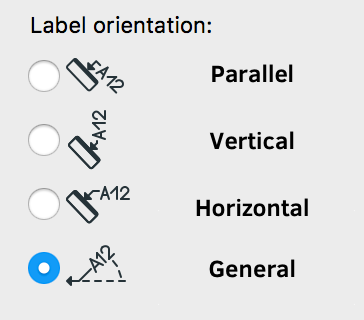 Label orientation:
A12 Parallel
A12 Vertical
A12 Horizontal
A12 General